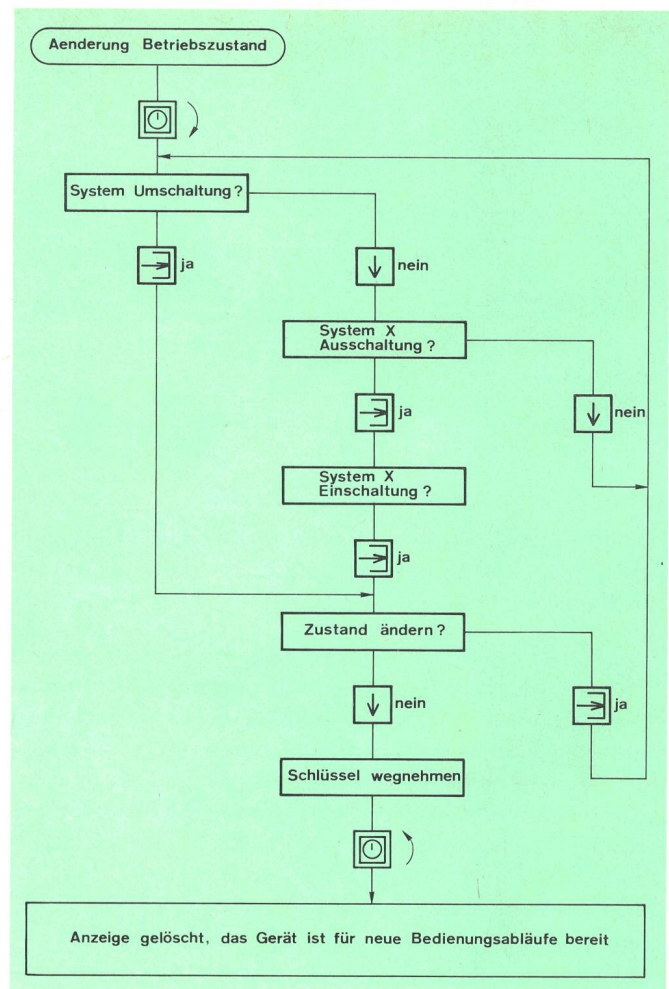 Aenderung Betriebszustand
System Umschaltung?
ja
nein
System X
Ausschaltung?
ja
nein
System X
Einschaltung?
ja
Zustand ändern?
nein
ja
Schlüssel wegnehmen
Anzeige gelöscht, das Gerät ist für neue Bedienungsabläufe bereit